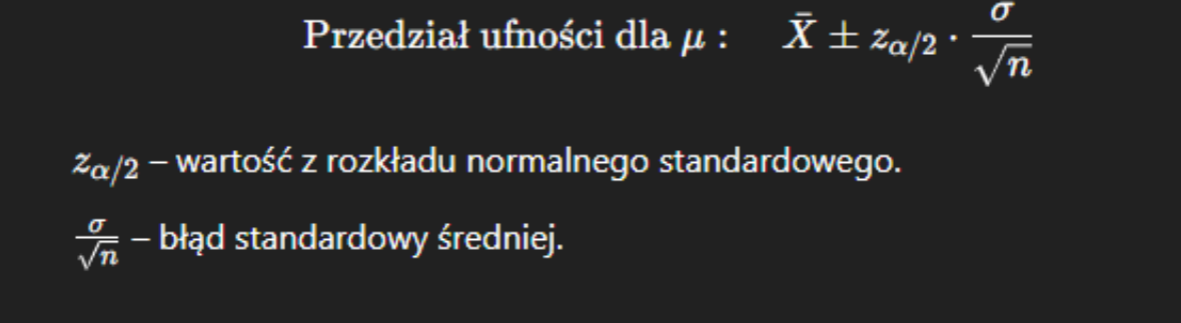 Przedział ufności dla μ : X̄ ± z_{α/2} · σ/√n
z_{α/2} – wartość z rozkładu normalnego standardowego.
σ/√n – błąd standardowy średniej.